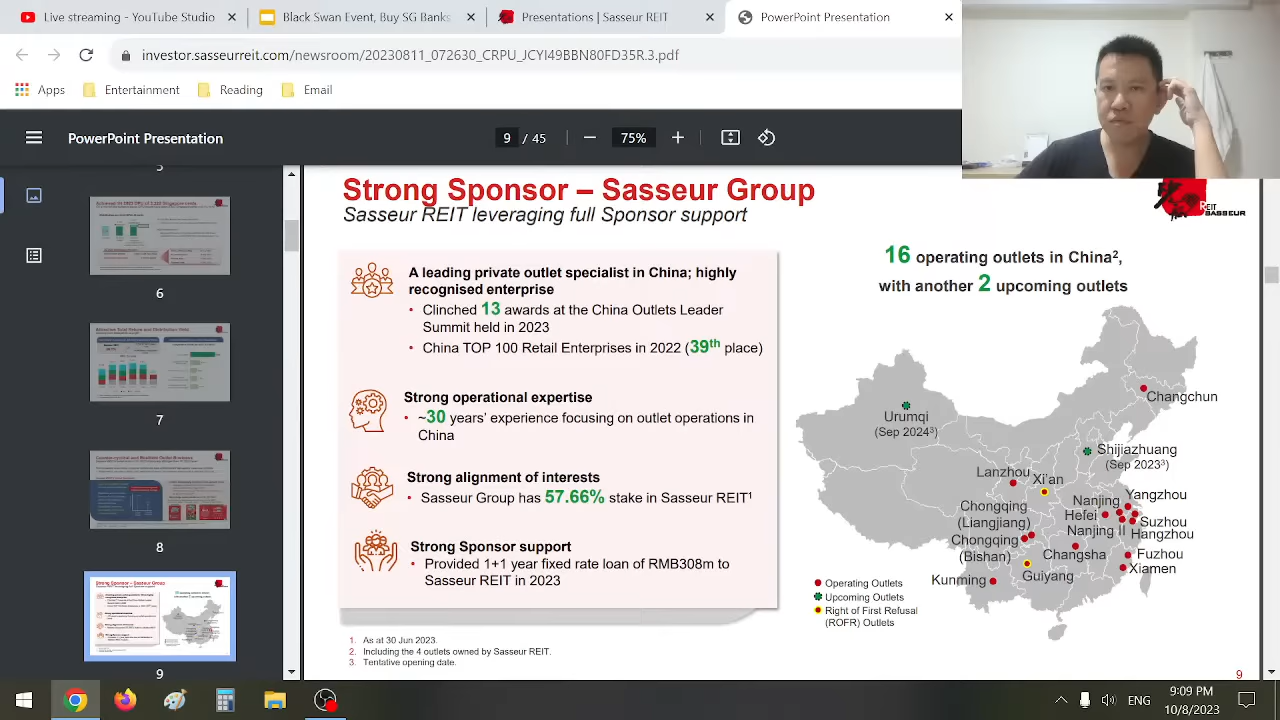 Live streaming - YouTube Studio
Black Swan Event, Buy SG Banks
Presentations | Sasseur REIT
PowerPoint Presentation
investor.sasseurreit.com/newsroom/
Apps
Entertainment
Reading
Email
PowerPoint Presentation
9 / 45
75%
6
7
8
Strong Sponsor – Sasseur Group
9
Strong Sponsor – Sasseur Group
Sasseur REIT leveraging full Sponsor support
REIT
SASSEUR
A leading private outlet specialist in China; highly
recognised enterprise
• Clinched 13 awards at the China Outlets Leader
Summit held in 2023
• China TOP 100 Retail Enterprises in 2022 (39th place)
Strong operational expertise
• ~30 years' experience focusing on outlet operations in
China
Strong alignment of interests
• Sasseur Group has 57.66% stake in Sasseur REIT1
Strong Sponsor support
• Provided 1+1 year fixed rate loan of RMB308m to
Sasseur REIT in 2023
1. As at 30 Jun 2023.
2. Including the 4 outlets owned by Sasseur REIT.
3. Tentative opening date.
16 operating outlets in China2,
with another 2 upcoming outlets
Changchun
Urumqi
(Sep 20243)
Shijiazhuang
(Sep 20233)
Lanzhou
Xi'an
Yangzhou
Nanjing
Chongqing
(Liangjiang)
Hefei
Suzhou
Nanjing II
Hangzhou
Chongqing
(Bishan)
Changsha
Fuzhou
Xiamen
Guiyang
Kunming
Operating Outlets
Upcoming Outlets
Right of First Refusal
(ROFR) Outlets
9
ENG
9:09 PM
10/8/2023